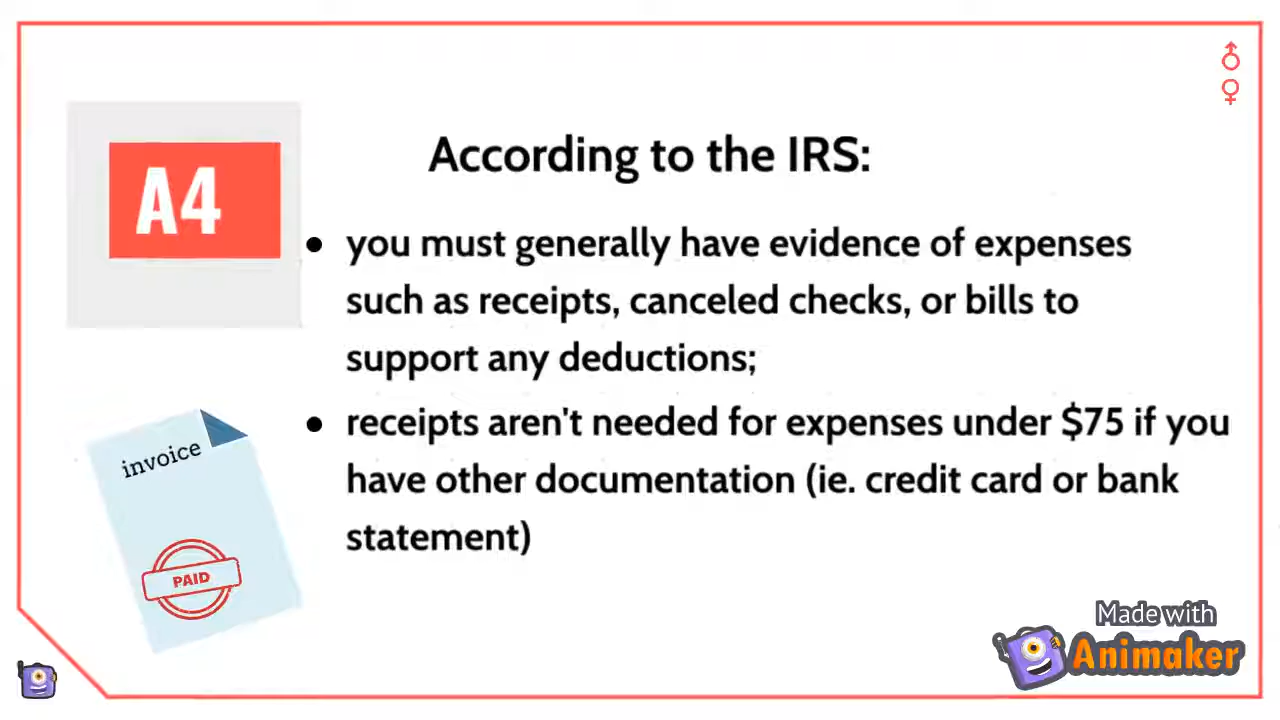 A4
According to the IRS:
● you must generally have evidence of expenses
such as receipts, canceled checks, or bills to
support any deductions;
● receipts aren't needed for expenses under $75 if you
have other documentation (ie. credit card or bank
statement)
invoice
PAID
Made with
Animaker